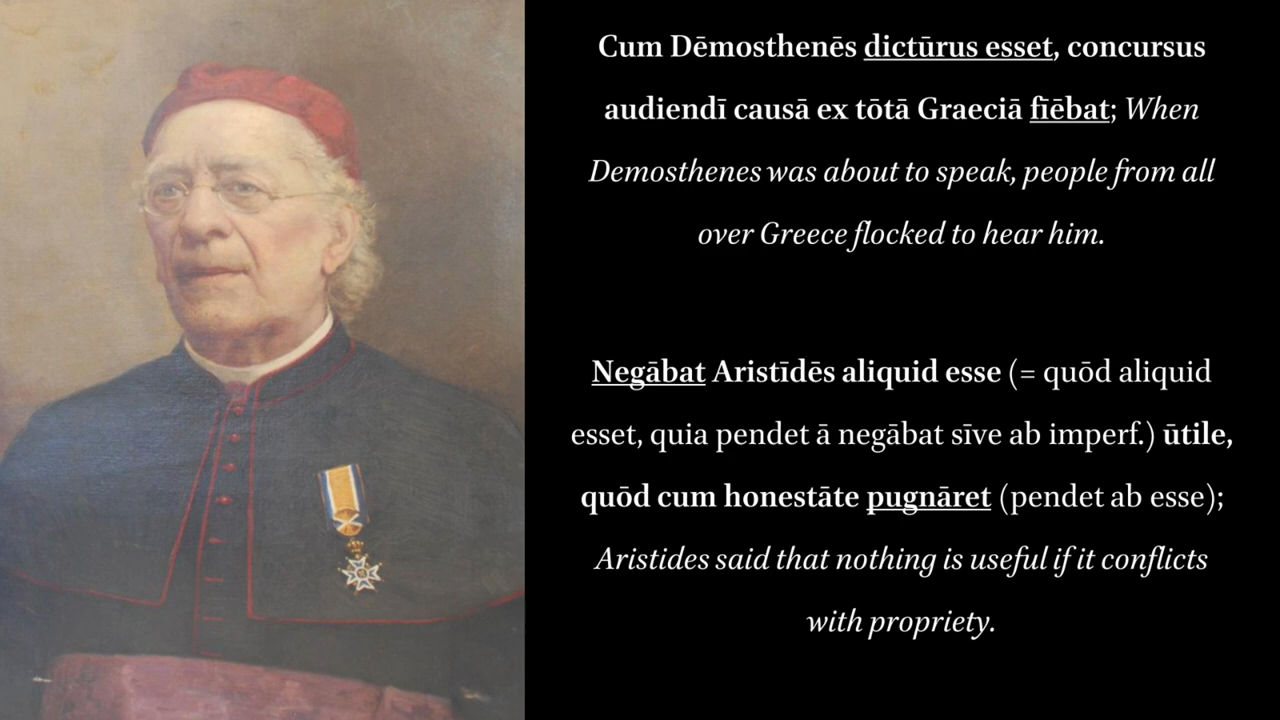 Cum Dēmosthenēs dictūrus esset, concursus
audiendī causā ex tōtā Graeciā fīēbat; When
Demosthenes was about to speak, people from all
over Greece flocked to hear him.
Negābat Aristīdēs aliquid esse (= quōd aliquid
esset, quia pendet ā negābat sīve ab imperf.) ūtile,
quōd cum honestāte pugnāret (pendet ab esse);
Aristides said that nothing is useful if it conflicts
with propriety.